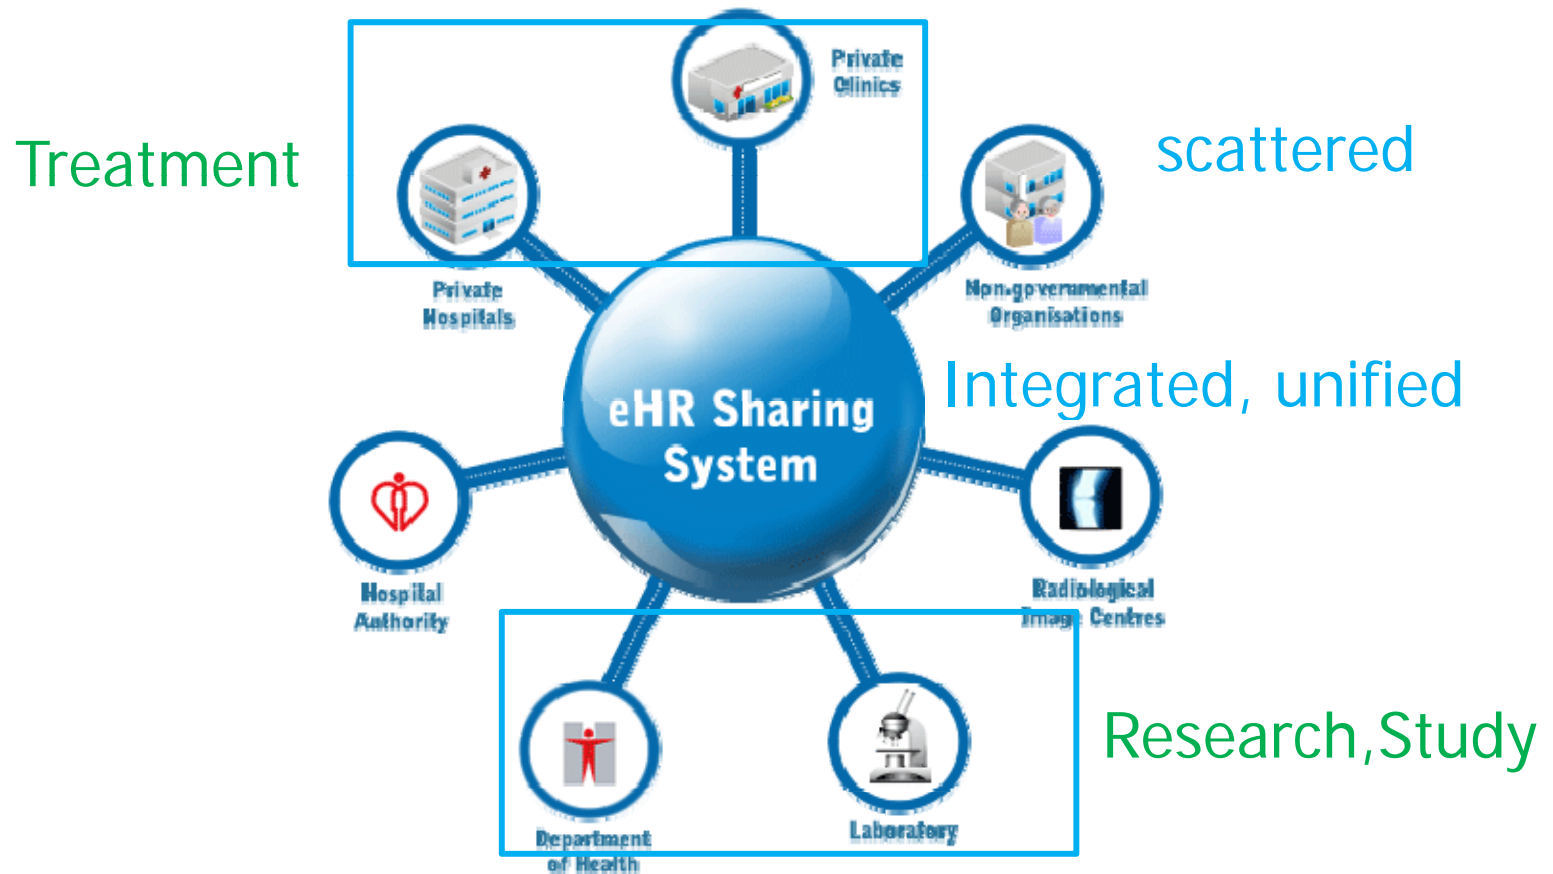 Private
Clinics
Treatment
scattered
Private
Hospitals
Non-governmental
Organisations
Integrated, unified
eHR Sharing
System
Hospital
Authority
Radiological
Image Centres
Research,Study
Department
of Health
Laboratory